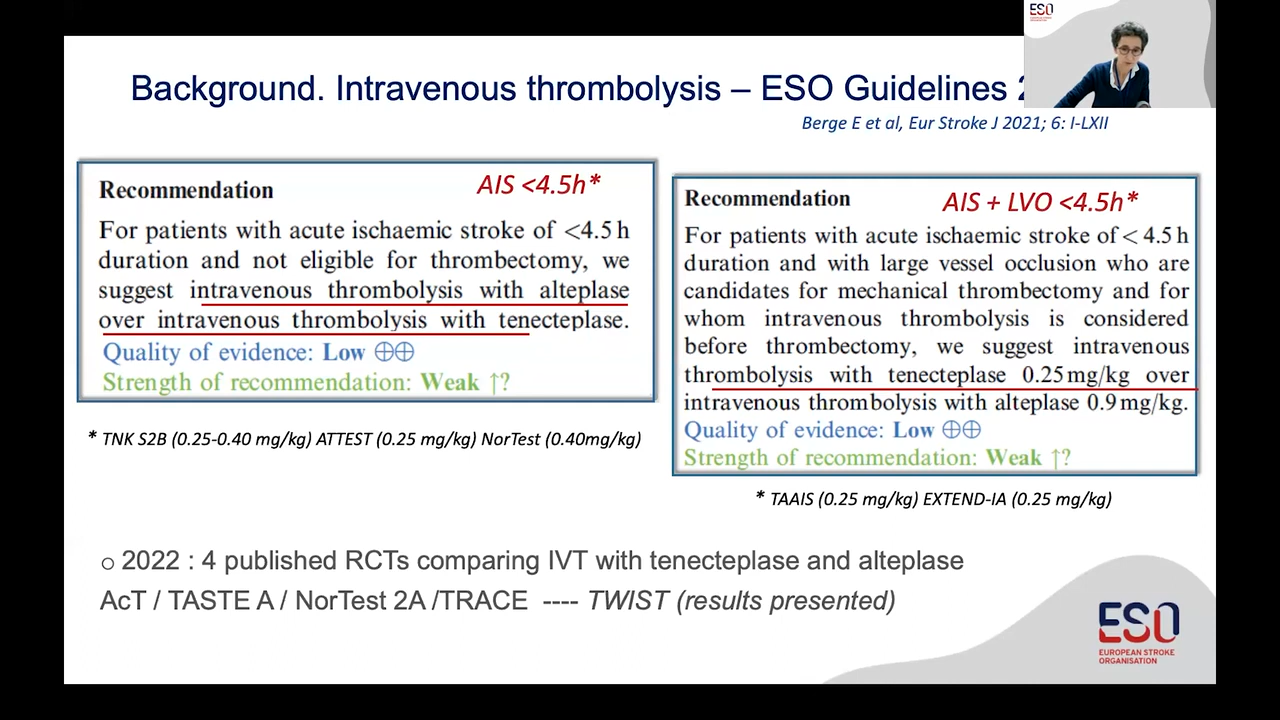 ESO
Background. Intravenous thrombolysis – ESO Guidelines 2
Berge E et al, Eur Stroke J 2021; 6: I-LXII
Recommendation
AIS <4.5h*
For patients with acute ischaemic stroke of <4.5 h
duration and not eligible for thrombectomy, we
suggest intravenous thrombolysis with alteplase
over intravenous thrombolysis with tenecteplase.
Quality of evidence: Low ⊕⊕
Strength of recommendation: Weak ↑?
* TNK S2B (0.25-0.40 mg/kg) ATTEST (0.25 mg/kg) NorTest (0.40mg/kg)
Recommendation
AIS + LVO <4.5h*
For patients with acute ischaemic stroke of < 4.5 h
duration and with large vessel occlusion who are
candidates for mechanical thrombectomy and for
whom intravenous thrombolysis is considered
before thrombectomy, we suggest intravenous
thrombolysis with tenecteplase 0.25 mg/kg over
intravenous thrombolysis with alteplase 0.9 mg/kg.
Quality of evidence: Low ⊕⊕
Strength of recommendation: Weak ↑?
* TAAIS (0.25 mg/kg) EXTEND-IA (0.25 mg/kg)
o 2022 : 4 published RCTs comparing IVT with tenecteplase and alteplase
AcT / TASTE A / NorTest 2A /TRACE ---- TWIST (results presented)
ESO
EUROPEAN STROKE
ORGANISATION